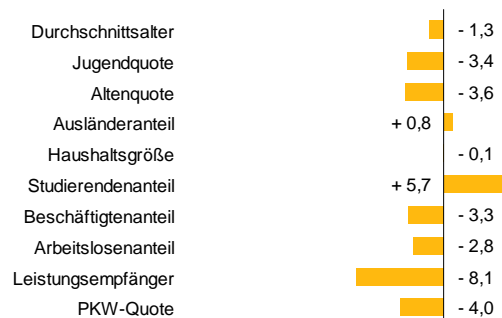 Durchschnittsalter - 1,3
Jugendquote - 3,4
Altenquote - 3,6
Ausländeranteil + 0,8
Haushaltsgröße - 0,1
Studierendenanteil + 5,7
Beschäftigtenanteil - 3,3
Arbeitslosenanteil - 2,8
Leistungsempfänger - 8,1
PKW-Quote - 4,0